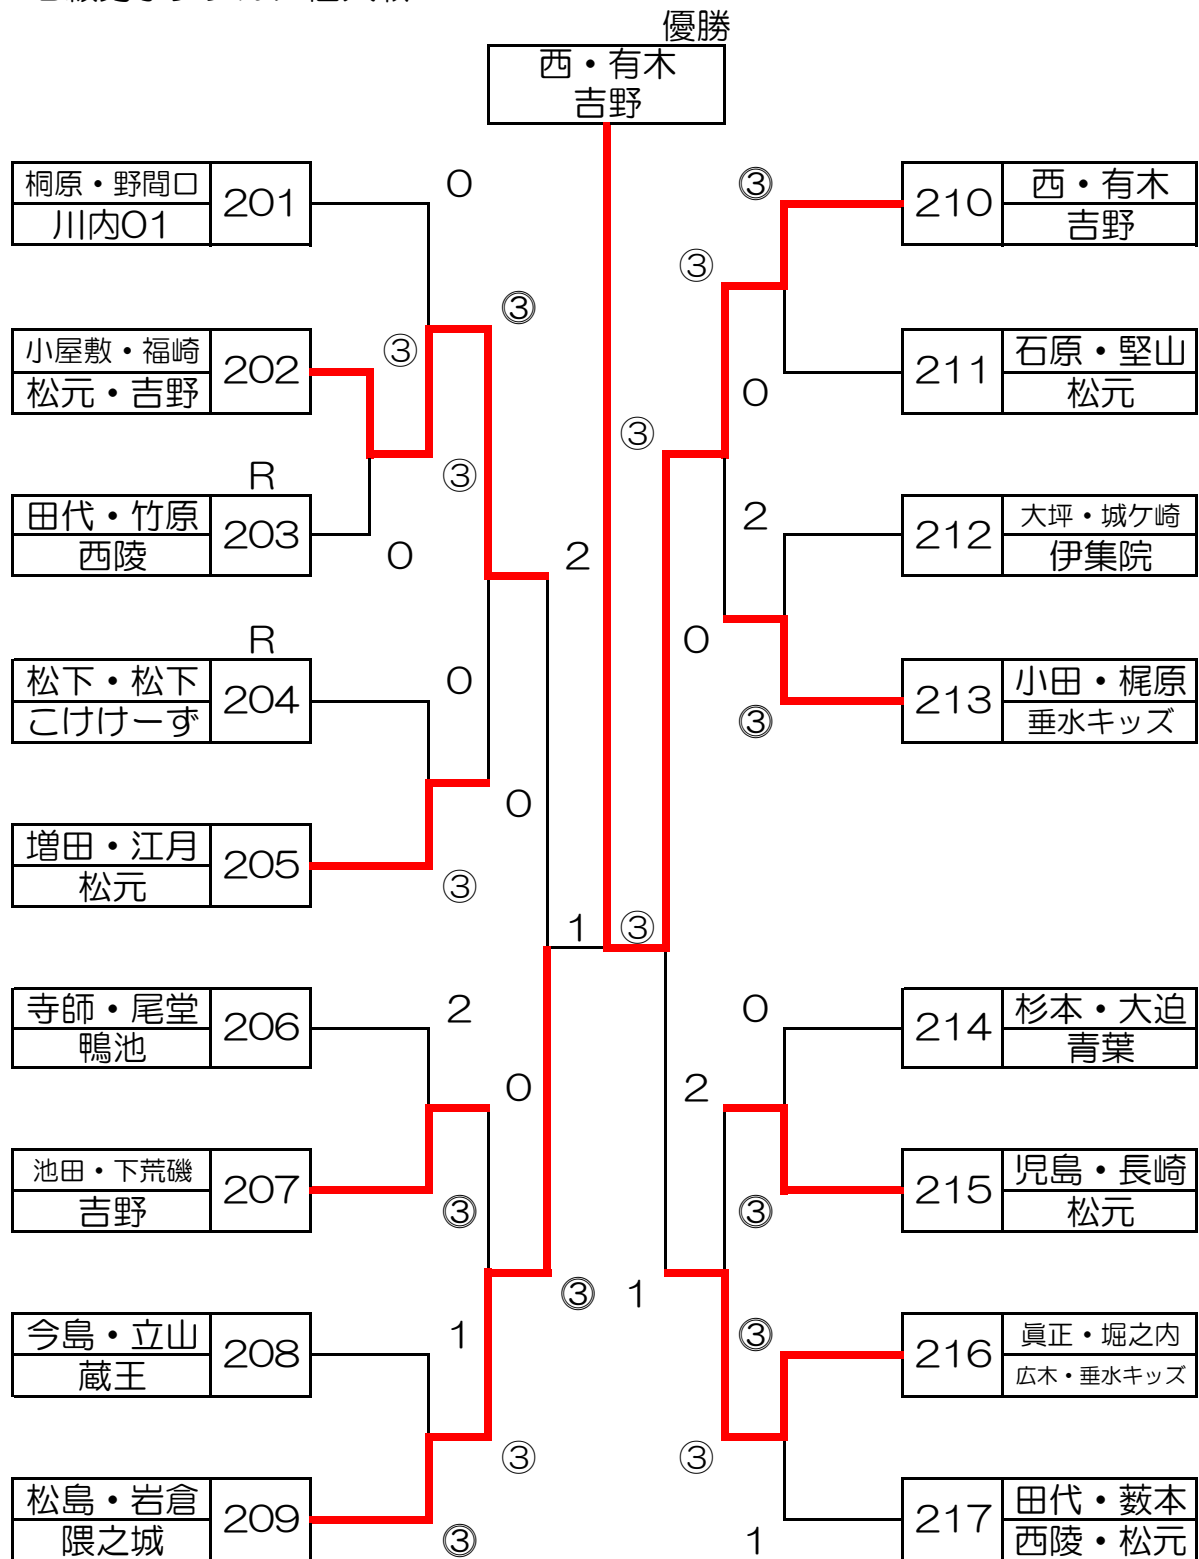 優勝
西・有木
吉野
桐原・野間口
201
川内01
0
③
210
西・有木
吉野
③
③
小屋敷・福崎
202
松元・吉野
③
211
石原・堅山
松元
0
③
③
R
田代・竹原
203
西陵
0
2
2
212
大坪・城ケ崎
伊集院
R
松下・松下
204
こけけーず
0
0
213
小田・梶原
垂水キッズ
③
増田・江月
205
松元
0
③
1
③
寺師・尾堂
206
鴨池
2
0
214
杉本・大迫
青葉
0
2
池田・下荒磯
207
吉野
③
③
215
児島・長崎
松元
③
1
今島・立山
208
蔵王
1
③
216
眞正・堀之内
広木・垂水キッズ
③
③
松島・岩倉
209
隈之城
③
1
217
田代・薮本
西陵・松元